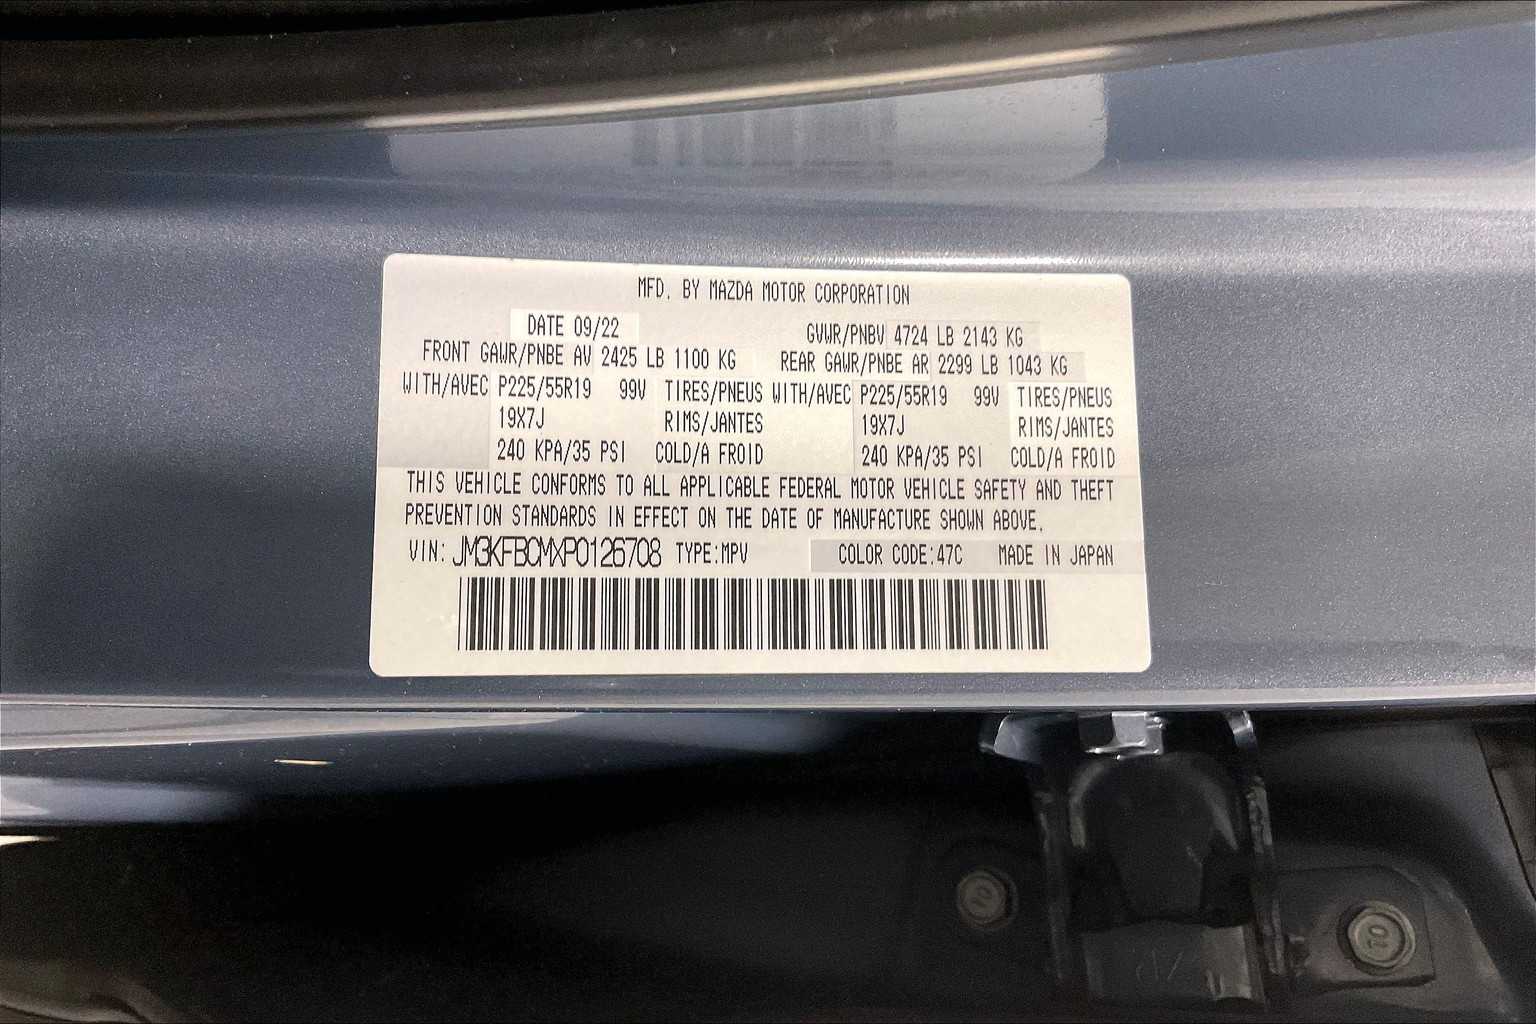 MFD. BY MAZDA MOTOR CORPORATION
DATE 09/22 GVWR/PNBV 4724 LB 2143 KG
FRONT GAWR/PNBE AV 2425 LB 1100 KG REAR GAWR/PNBE AR 2299 LB 1043 KG
WITH/AVEC P225/55R19 99V TIRES/PNEUS WITH/AVEC P225/55R19 99V TIRES/PNEUS
19X7J RIMS/JANTES 19X7J RIMS/JANTES
240 KPA/35 PSI COLD/A FROID 240 KPA/35 PSI COLD/A FROID
THIS VEHICLE CONFORMS TO ALL APPLICABLE FEDERAL MOTOR VEHICLE SAFETY AND THEFT
PREVENTION STANDARDS IN EFFECT ON THE DATE OF MANUFACTURE SHOWN ABOVE.
VIN: JM3KFBCMXP0126708 TYPE:MPV COLOR CODE:47C MADE IN JAPAN
10
10